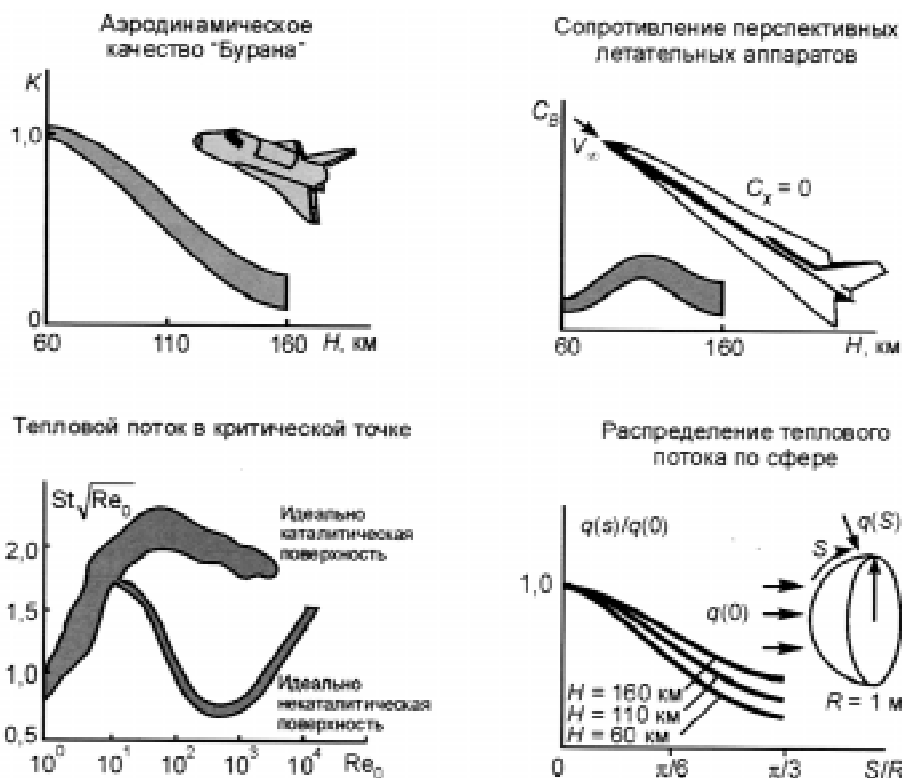 Аэродинамическое
качество "Бурана"
K
1,0
0
60
110
160
H, км
Сопротивление перспективных
летательных аппаратов
C_B
V_∞
C_x = 0
60
160
H, км
Тепловой поток в критической точке
St√Re₀
2,0
1,5
1,0
0,5
Идеально
каталитическая
поверхность
Идеально
некаталитическая
поверхность
10⁰
10¹
10²
10³
10⁴
Re₀
Распределение теплового
потока по сфере
q(s)/q(0)
1,0
q(S)
S
q(0)
H = 160 км
H = 110 км
H = 60 км
R = 1 м
0
π/6
π/3
S/R